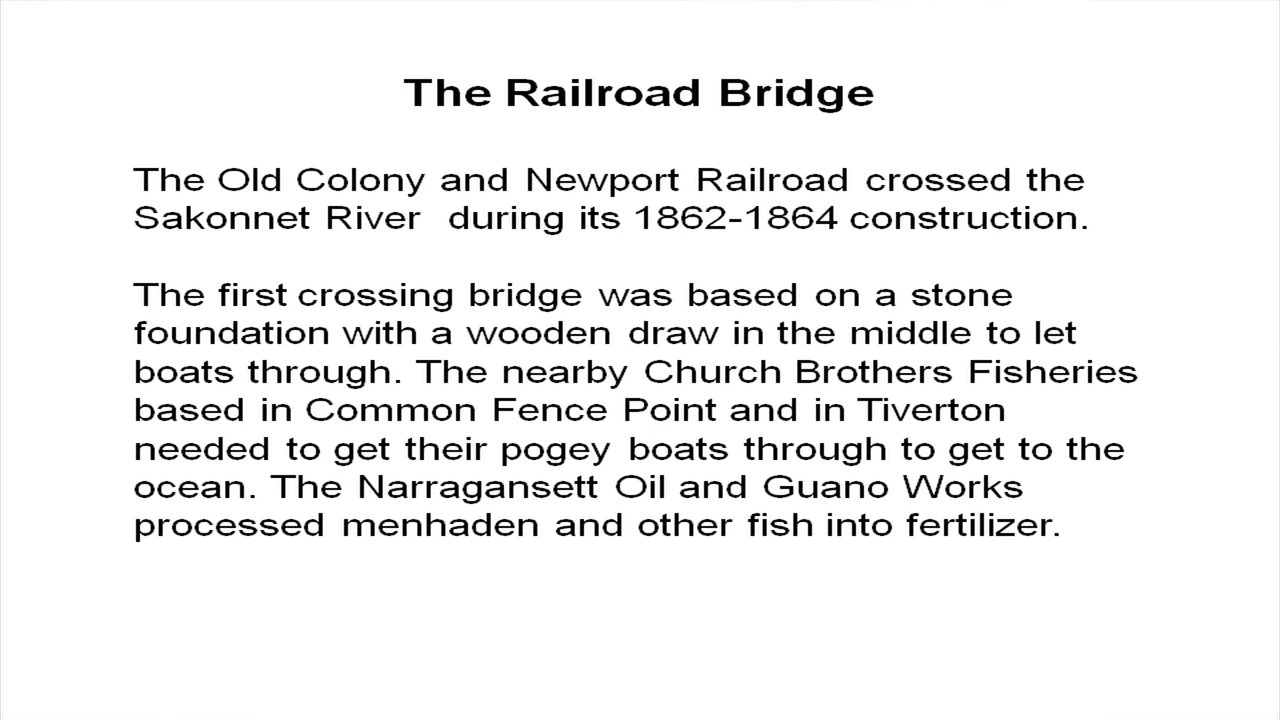 The Railroad Bridge
The Old Colony and Newport Railroad crossed the
Sakonnet River during its 1862-1864 construction.
The first crossing bridge was based on a stone
foundation with a wooden draw in the middle to let
boats through. The nearby Church Brothers Fisheries
based in Common Fence Point and in Tiverton
needed to get their pogey boats through to get to the
ocean. The Narragansett Oil and Guano Works
processed menhaden and other fish into fertilizer.